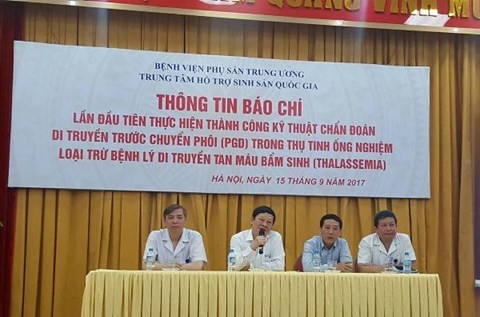 QUANG VINH MU
BỆNH VIỆN PHỤ SẢN TRUNG ƯƠNG
TRUNG TÂM HỖ TRỢ SINH SẢN QUỐC GIA
THÔNG TIN BÁO CHÍ
LẦN ĐẦU TIÊN THỰC HIỆN THÀNH CÔNG KỸ THUẬT CHẨN ĐOÁN
DI TRUYỀN TRƯỚC CHUYỂN PHÔI (PGD) TRONG THỤ TINH ỐNG NGHIỆM
LOẠI TRỪ BỆNH LÝ DI TRUYỀN TAN MÁU BẨM SINH (THALASSEMIA)
HÀ NỘI, NGÀY 15 THÁNG 9 NĂM 2017